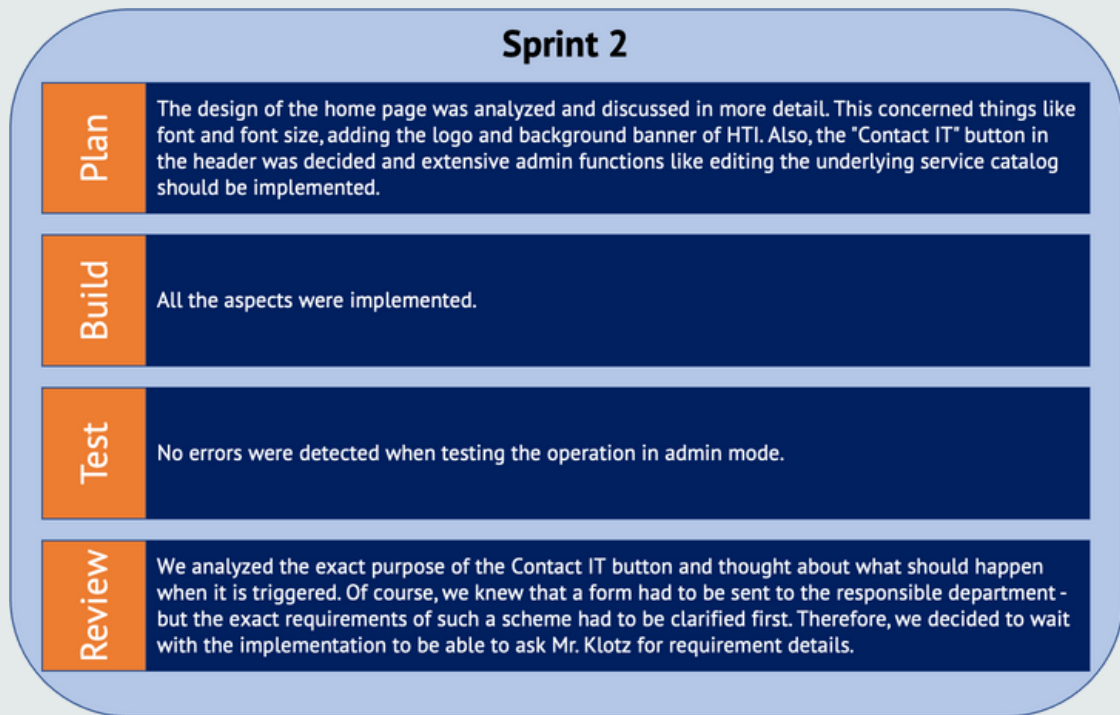 Sprint 2
Plan
The design of the home page was analyzed and discussed in more detail. This concerned things like
font and font size, adding the logo and background banner of HTI. Also, the "Contact IT" button in
the header was decided and extensive admin functions like editing the underlying service catalog
should be implemented.
Build
All the aspects were implemented.
Test
No errors were detected when testing the operation in admin mode.
Review
We analyzed the exact purpose of the Contact IT button and thought about what should happen
when it is triggered. Of course, we knew that a form had to be sent to the responsible department -
but the exact requirements of such a scheme had to be clarified first. Therefore, we decided to wait
with the implementation to be able to ask Mr. Klotz for requirement details.